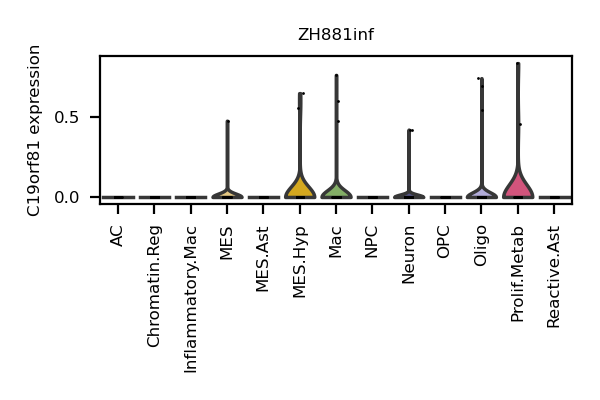 ZH881inf
C19orf81 expression
0.5
0.0
AC
Chromatin.Reg
Inflammatory.Mac
MES
MES.Ast
MES.Hyp
Mac
NPC
Neuron
OPC
Oligo
Prolif.Metab
Reactive.Ast